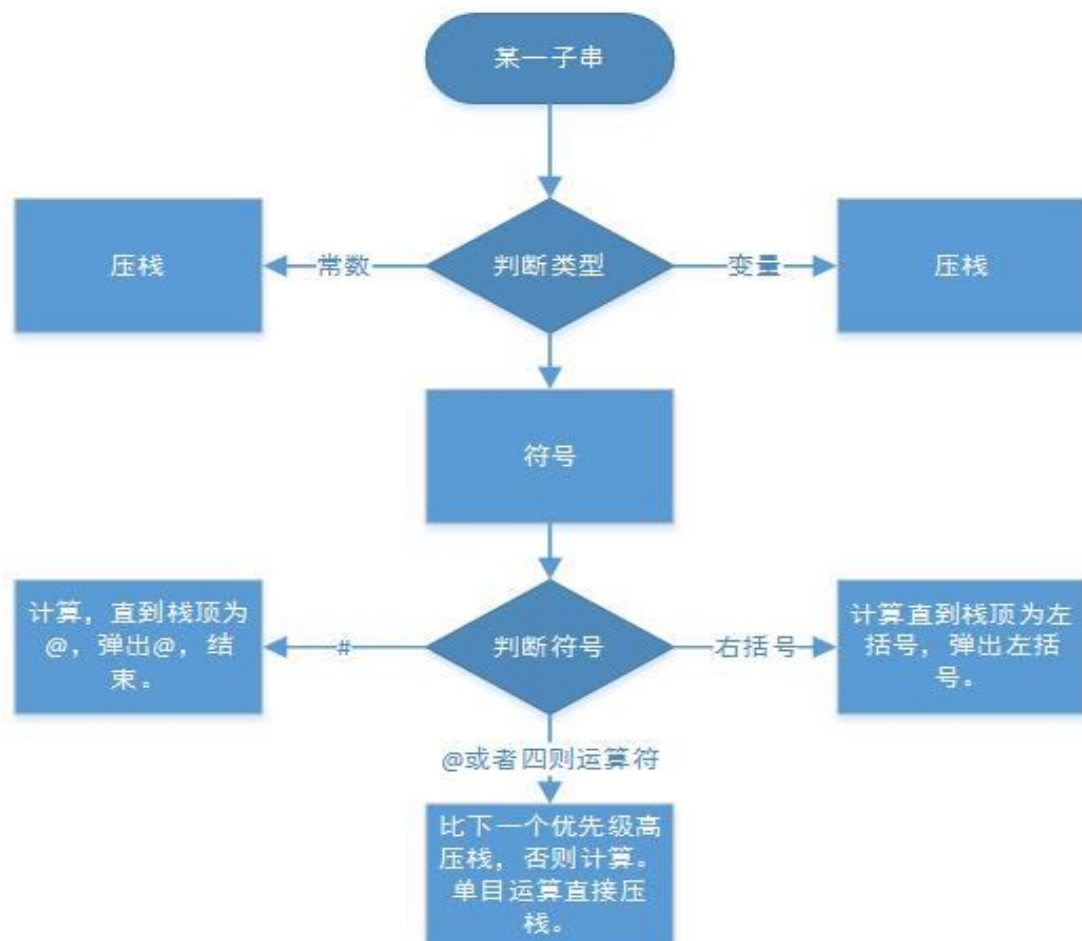 某一子串
压栈
常数
判断类型
变量
压栈
符号
计算，直到栈顶为
@，弹出@，结
束。
#
判断符号
右括号
计算直到栈顶为左
括号，弹出左括
号。
@或者四则运算符
比下一个优先级高
压栈，否则计算。
单目运算直接压
栈。